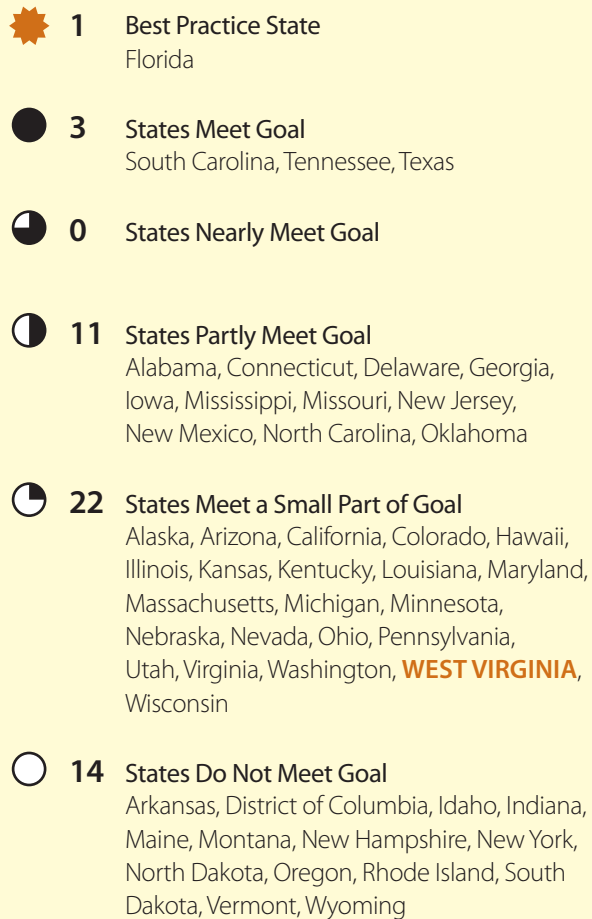 1 Best Practice State
Florida
3 States Meet Goal
South Carolina, Tennessee, Texas
0 States Nearly Meet Goal
11 States Partly Meet Goal
Alabama, Connecticut, Delaware, Georgia,
Iowa, Mississippi, Missouri, New Jersey,
New Mexico, North Carolina, Oklahoma
22 States Meet a Small Part of Goal
Alaska, Arizona, California, Colorado, Hawaii,
Illinois, Kansas, Kentucky, Louisiana, Maryland,
Massachusetts, Michigan, Minnesota,
Nebraska, Nevada, Ohio, Pennsylvania,
Utah, Virginia, Washington, WEST VIRGINIA,
Wisconsin
14 States Do Not Meet Goal
Arkansas, District of Columbia, Idaho, Indiana,
Maine, Montana, New Hampshire, New York,
North Dakota, Oregon, Rhode Island, South
Dakota, Vermont, Wyoming